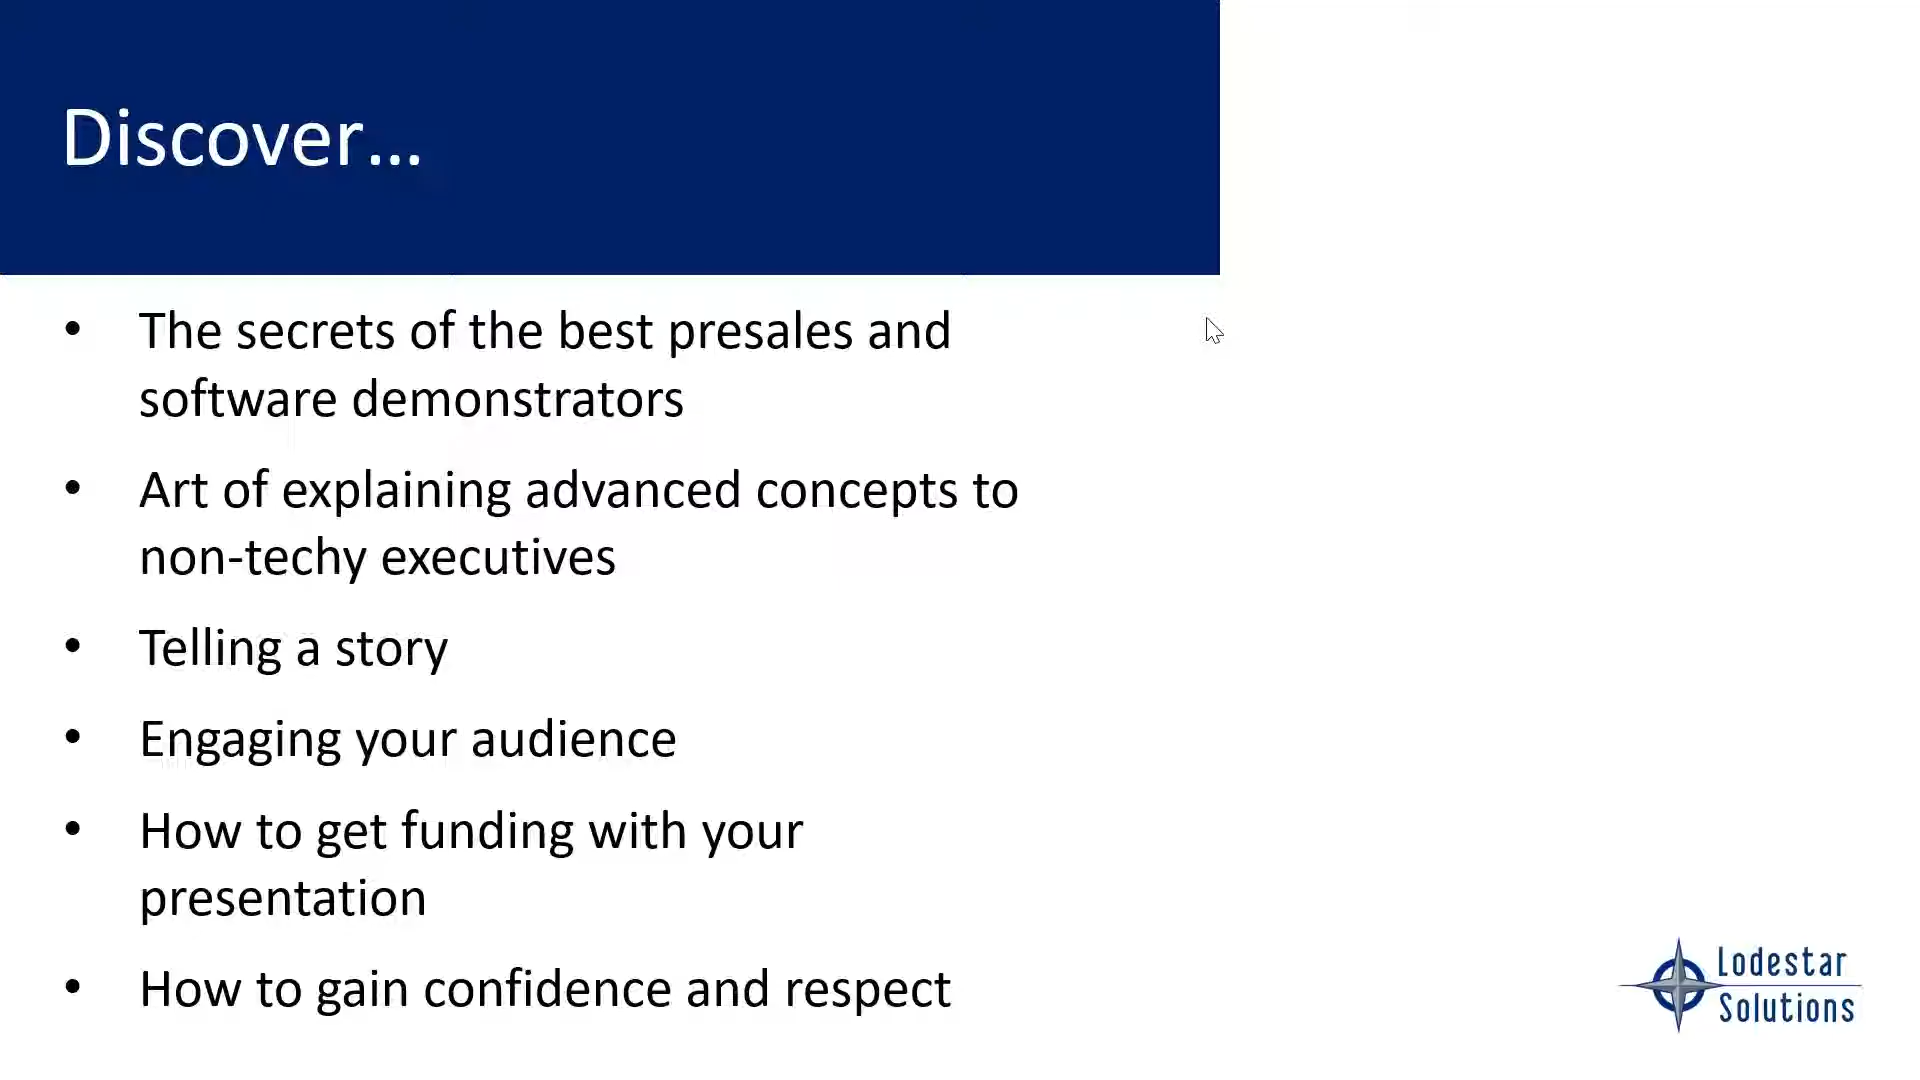 Discover…
• The secrets of the best presales and
software demonstrators
• Art of explaining advanced concepts to
non-techy executives
• Telling a story
• Engaging your audience
• How to get funding with your
presentation
• How to gain confidence and respect
Lodestar
Solutions